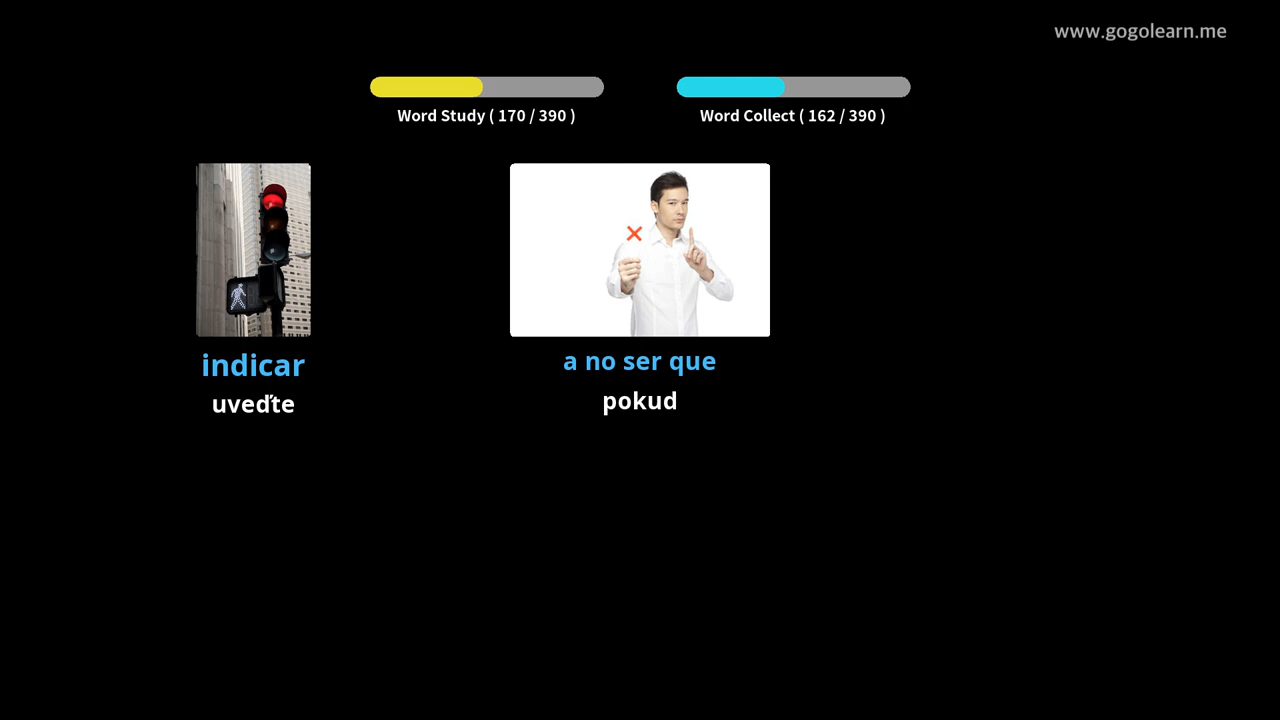 www.gogolearn.me
Word Study ( 170 / 390 )
Word Collect ( 162 / 390 )
indicar
uveďte
a no ser que
pokud